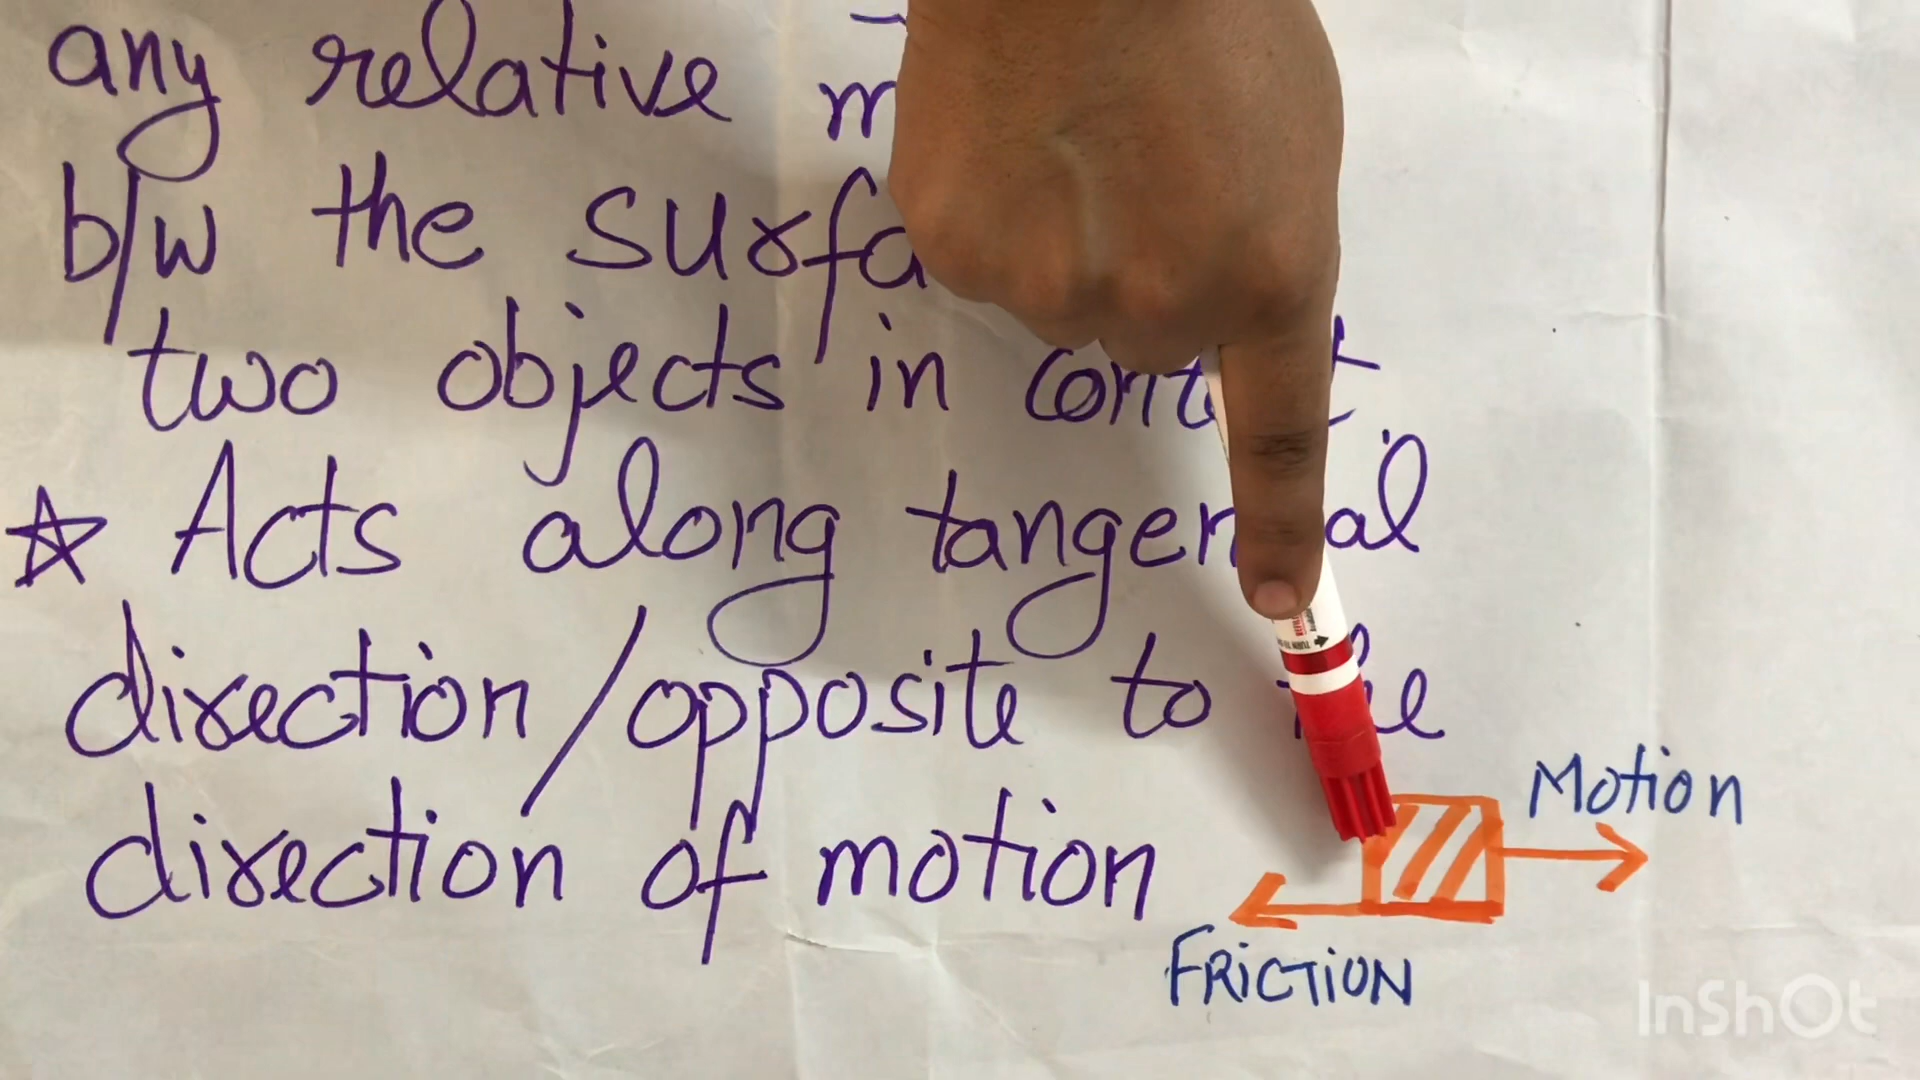 any relative
b/w the
two objects in
☆ Acts along
direction/opposite to
direction of motion
Motion
FRiCTiON
InShOt